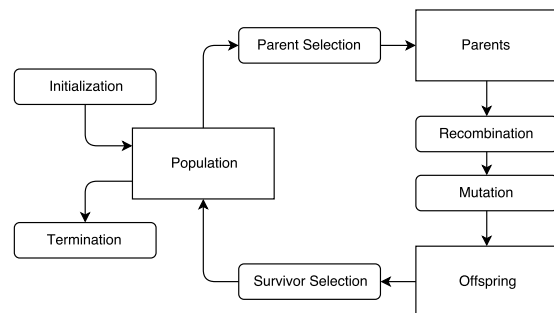 Parent Selection
Parents
Initialization
Recombination
Population
Mutation
Termination
Survivor Selection
Offspring